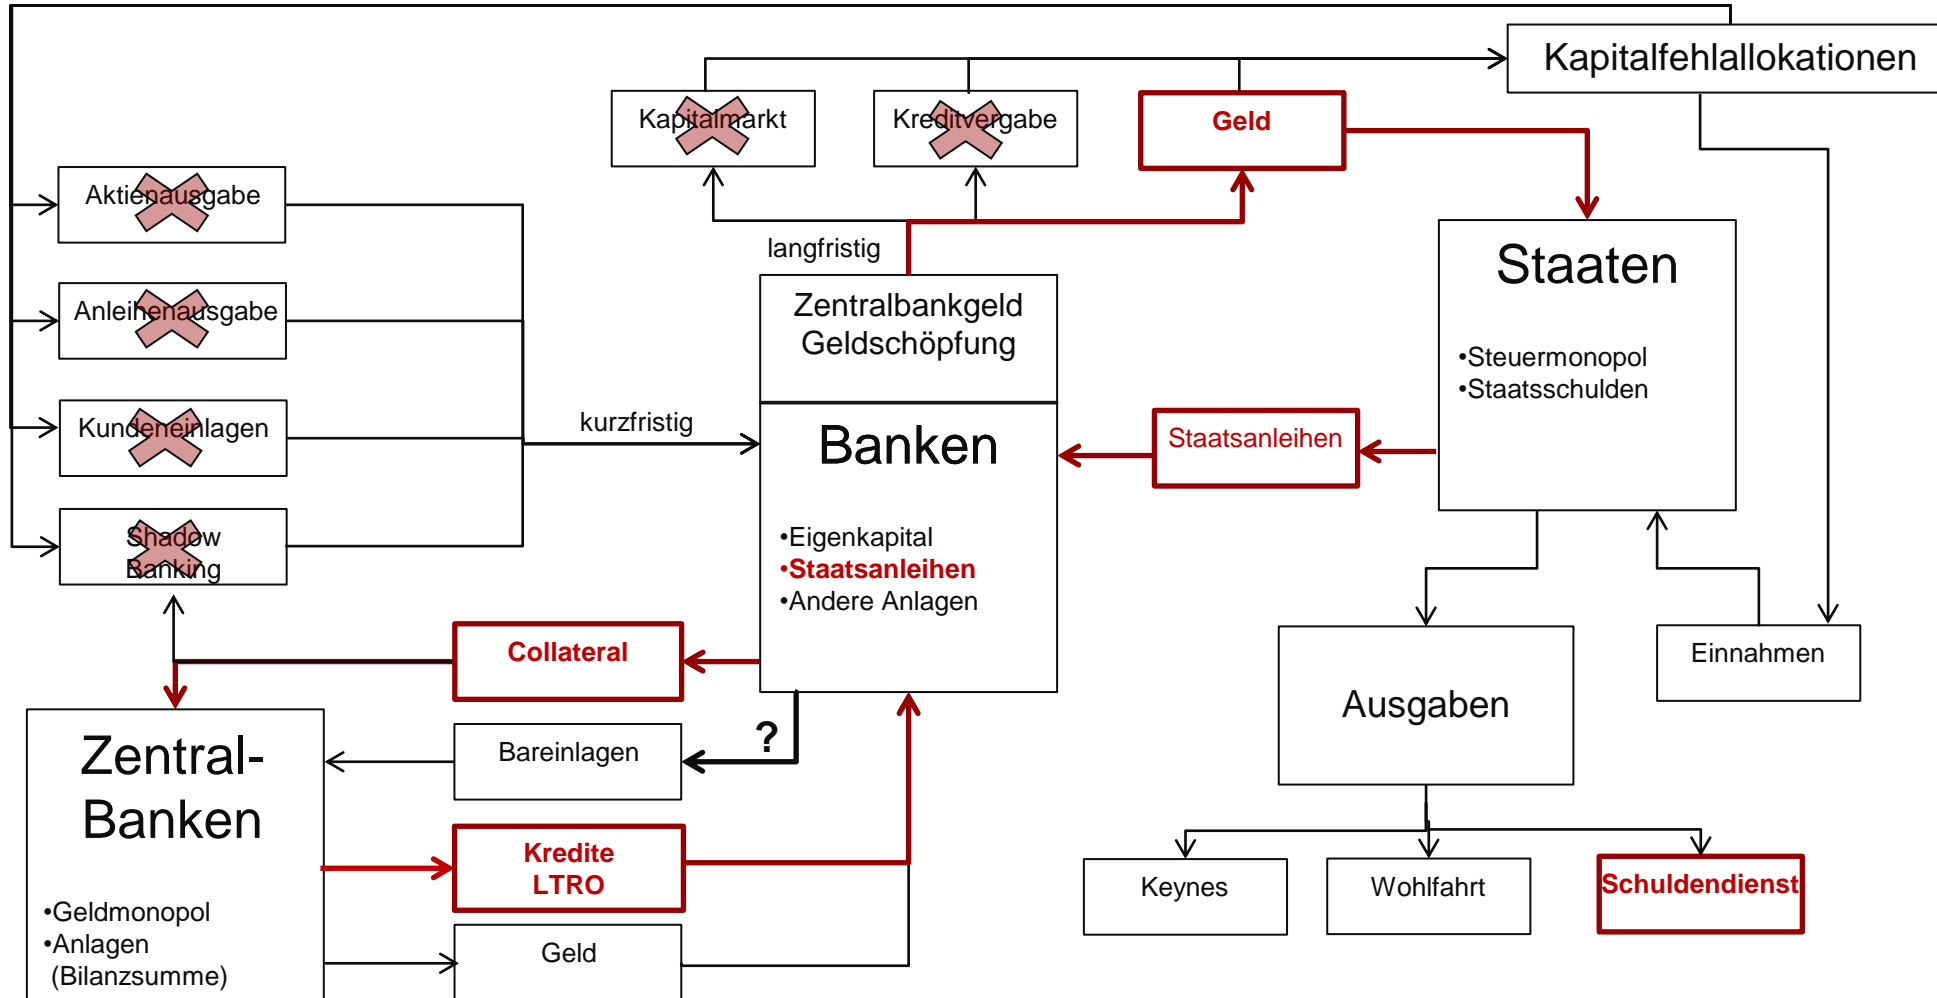 Kapitalfehlallokationen
Kapitalmarkt
Kreditvergabe
Geld
Aktienausgabe
Anleihenausgabe
Kundeneinlagen
Shadow
Banking
langfristig
kurzfristig
Zentralbankgeld
Geldschöpfung
Banken
•Eigenkapital
•Staatsanleihen
•Andere Anlagen
Staatsanleihen
Staaten
•Steuermonopol
•Staatsschulden
Collateral
Bareinlagen
?
Kredite
LTRO
Geld
Zentral-
Banken
•Geldmonopol
•Anlagen
(Bilanzsumme)
Ausgaben
Einnahmen
Keynes
Wohlfahrt
Schuldendienst